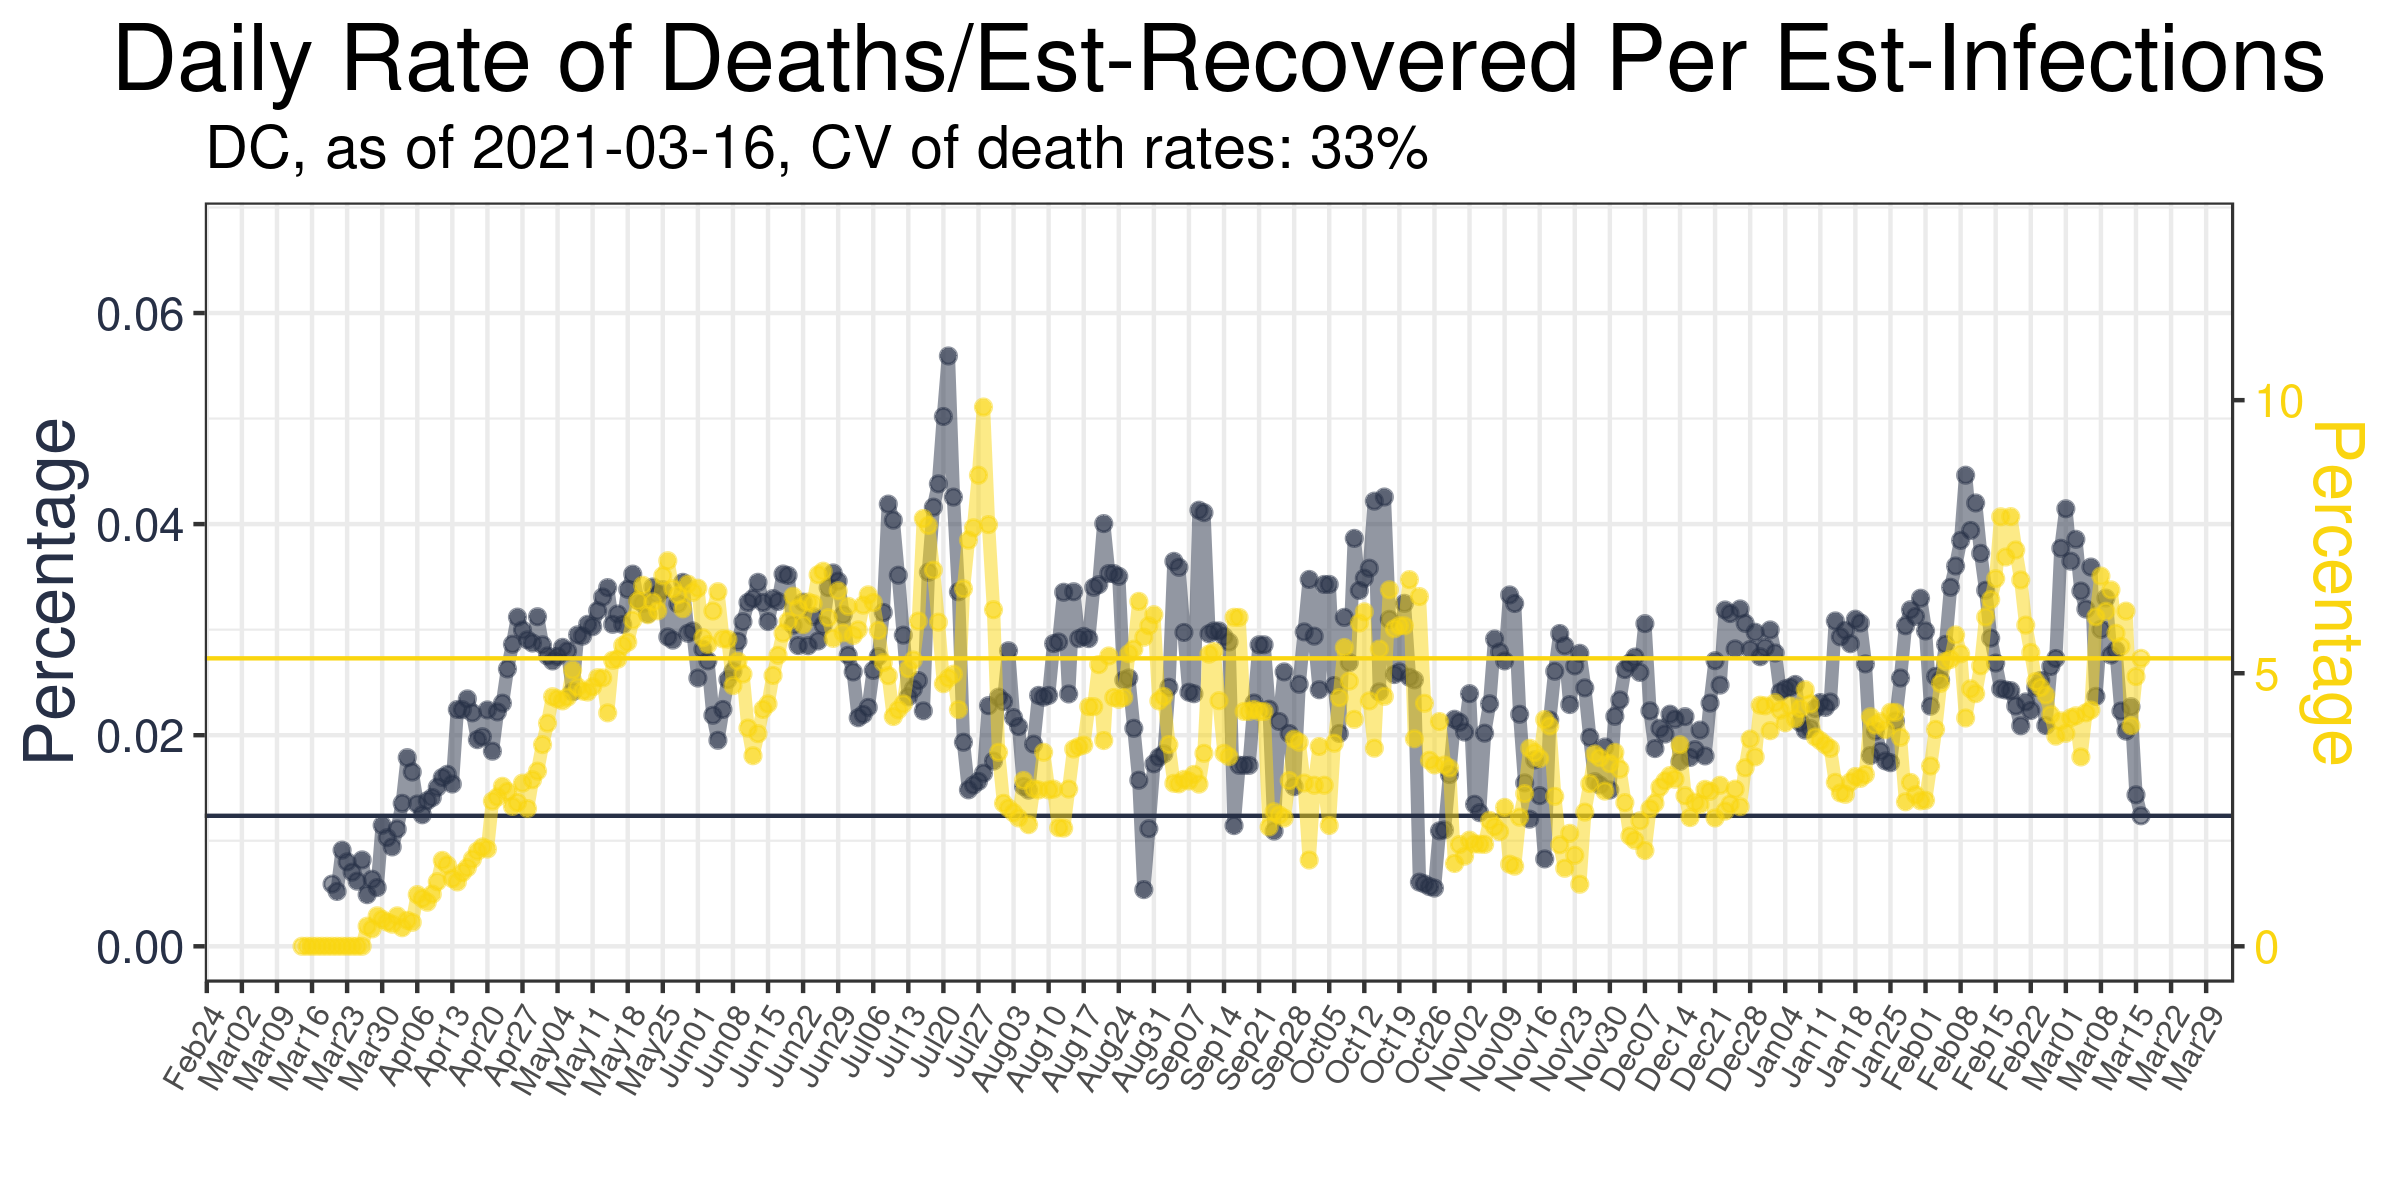 Daily Rate of Deaths/Est-Recovered Per Est-Infections
DC, as of 2021-03-16, CV of death rates: 33%
Percentage
0.06
0.04
0.02
0.00
10
5
0
Percentage
Feb24
Mar02
Mar09
Mar16
Mar23
Mar30
Apr06
Apr13
Apr20
Apr27
May04
May11
May18
May25
Jun01
Jun08
Jun15
Jun22
Jun29
Jul06
Jul13
Jul20
Jul27
Aug03
Aug10
Aug17
Aug24
Aug31
Sep07
Sep14
Sep21
Sep28
Oct05
Oct12
Oct19
Oct26
Nov02
Nov09
Nov16
Nov23
Nov30
Dec07
Dec14
Dec21
Dec28
Jan04
Jan11
Jan18
Jan25
Feb01
Feb08
Feb15
Feb22
Mar01
Mar08
Mar15
Mar22
Mar29